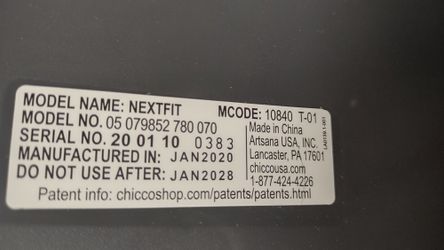 MODEL NAME: NEXTFIT
MCODE: 10840 T-01
MODEL NO. 05 079852 780 070
SERIAL NO. 20 01 10 0383
MANUFACTURED IN: JAN2020
DO NOT USE AFTER: JAN2028
Made in China
Artsana USA, INC.
Lancaster, PA 17601
chiccousa.com
1-877-424-4226
Patent info: chiccoshop.com/patents/patents.html